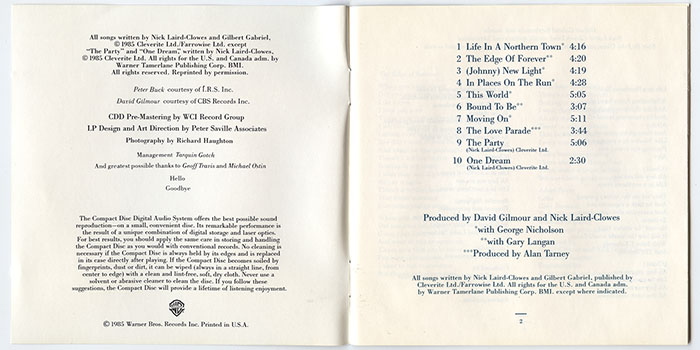 All songs written by Nick Laird-Clowes and Gilbert Gabriel,
© 1985 Cleverite Ltd./Farrowise Ltd. except
"The Party" and "One Dream", written by Nick Laird-Clowes,
© 1985 Cleverite Ltd. All rights for the U.S. and Canada adm. by
Warner Tamerlane Publishing Corp. BMI.
All rights reserved. Reprinted by permission.
Peter Buck courtesy of I.R.S. Inc.
David Gilmour courtesy of CBS Records Inc.
CDD Pre-Mastering by WCI Record Group
LP Design and Art Direction by Peter Saville Associates
Photography by Richard Haughton
Management Tarquin Gotch
And greatest possible thanks to Geoff Travis and Michael Ostin
Hello
Goodbye
The Compact Disc Digital Audio System offers the best possible sound
reproduction—on a small, convenient disc. Its remarkable performance is
the result of a unique combination of digital storage and laser optics.
For best results, you should apply the same care in storing and handling
the Compact Disc as you would with conventional records. No cleaning is
necessary if the Compact Disc is always held by its edges and is replaced
in its case directly after playing. If the Compact Disc becomes soiled by
fingerprints, dust or dirt, it can be wiped (always in a straight line, from
center to edge) with a clean and lint-free, soft, dry cloth. Never use a
solvent or abrasive cleaner to clean the disc. If you follow these
suggestions, the Compact Disc will provide a lifetime of listening enjoyment.
© 1985 Warner Bros. Records Inc. Printed in U.S.A.
1 Life In A Northern Town* 4:16
2 The Edge Of Forever** 4:20
3 (Johnny) New Light* 4:19
4 In Places On The Run* 4:28
5 This World* 5:05
6 Bound To Be** 3:07
7 Moving On* 5:11
8 The Love Parade*** 3:44
9 The Party 5:06
(Nick Laird-Clowes) Cleverite Ltd.
10 One Dream 2:30
(Nick Laird-Clowes) Cleverite Ltd.
Produced by David Gilmour and Nick Laird-Clowes
*with George Nicholson
**with Gary Langan
***Produced by Alan Tarney
All songs written by Nick Laird-Clowes and Gilbert Gabriel, published by
Cleverite Ltd./Farrowise Ltd. All rights for the U.S. and Canada adm.
by Warner Tamerlane Publishing Corp. BMI. except where indicated.
2